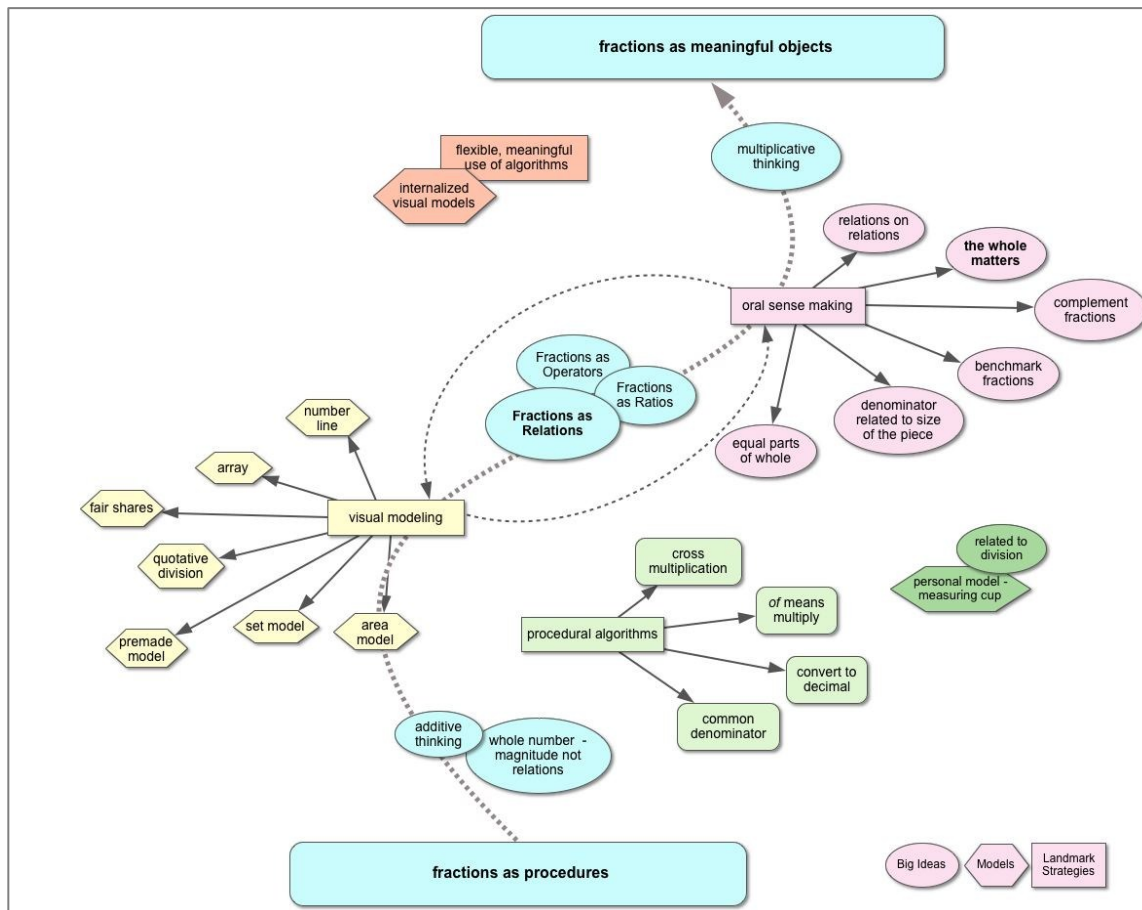 fractions as meaningful objects
multiplicative
thinking
flexible, meaningful
use of algorithms
internalized
visual models
relations on
relations
the whole
matters
oral sense making
complement
fractions
benchmark
fractions
denominator
related to size
of the piece
equal parts
of whole
Fractions as
Operators
Fractions
as Ratios
Fractions as
Relations
number
line
array
fair shares
visual modeling
quotative
division
premade
model
set model
area
model
cross
multiplication
of means
multiply
procedural algorithms
convert to
decimal
common
denominator
related to
division
personal model -
measuring cup
additive
thinking
whole number -
magnitude not
relations
fractions as procedures
Big Ideas
Models
Landmark
Strategies